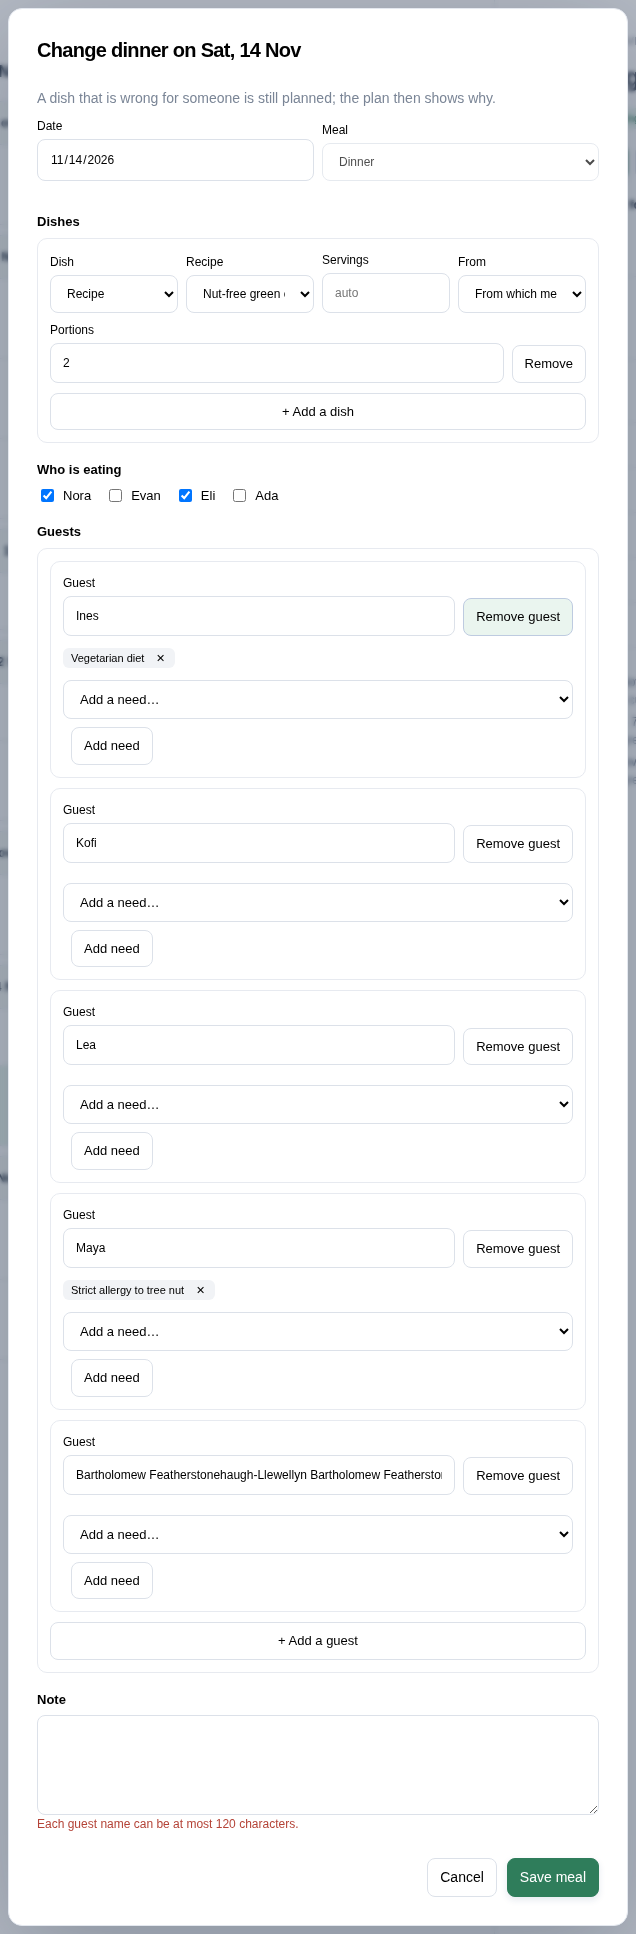 Change dinner on Sat, 14 Nov
A dish that is wrong for someone is still planned; the plan then shows why.
Date
Meal
11/14/2026
Dinner
Dishes
Dish
Recipe
Servings
From
Recipe
Nut-free green
auto
From which me
Portions
2
Remove
+ Add a dish
Who is eating
Nora
Evan
Eli
Ada
Guests
Guest
Ines
Remove guest
Vegetarian diet ✕
Add a need…
Add need
Guest
Kofi
Remove guest
Add a need…
Add need
Guest
Lea
Remove guest
Add a need…
Add need
Guest
Maya
Remove guest
Strict allergy to tree nut ✕
Add a need…
Add need
Guest
Bartholomew Featherstonehaugh-Llewellyn Bartholomew Featherstor
Remove guest
Add a need…
Add need
+ Add a guest
Note
Each guest name can be at most 120 characters.
Cancel
Save meal